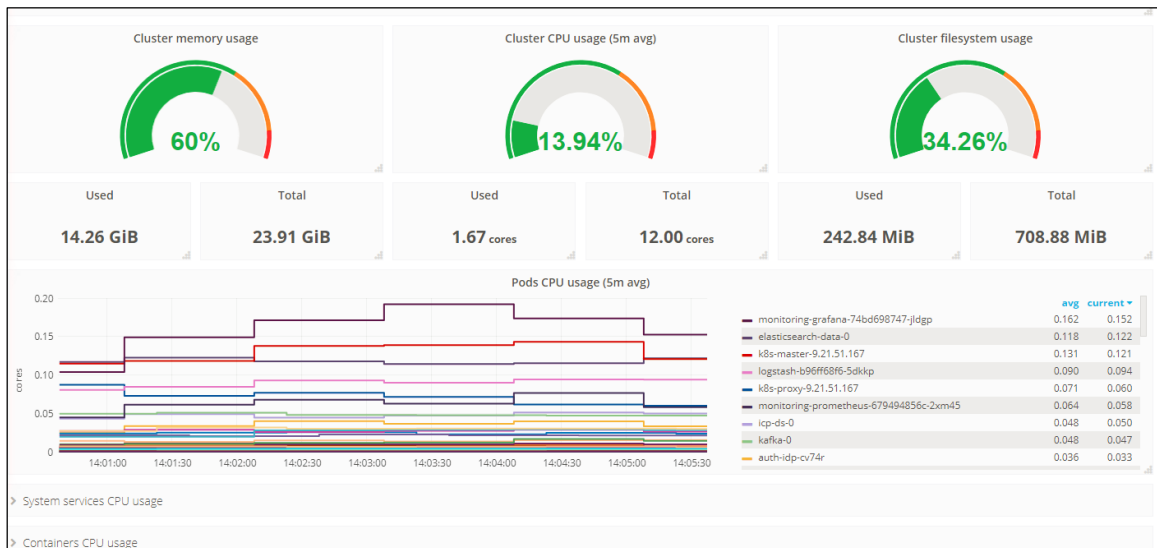 Cluster memory usage
Cluster CPU usage (5m avg)
Cluster filesystem usage
60%
13.94%
34.26%
Used
Total
Used
Total
Used
Total
14.26 GiB
23.91 GiB
1.67 cores
12.00 cores
242.84 MiB
708.88 MiB
Pods CPU usage (5m avg)
0.20
0.15
0.10
0.05
0
cores
14:01:00
14:01:30
14:02:00
14:02:30
14:03:00
14:03:30
14:04:00
14:04:30
14:05:00
14:05:30
avg current
monitoring-grafana-74bd698747-jldgp 0.162 0.152
elasticsearch-data-0 0.118 0.122
k8s-master-9.21.51.167 0.131 0.121
logstash-b96ff68f6-5dkkp 0.090 0.094
k8s-proxy-9.21.51.167 0.071 0.060
monitoring-prometheus-679494856c-2xm45 0.064 0.058
icp-ds-0 0.048 0.050
kafka-0 0.048 0.047
auth-idp-cv74r 0.036 0.033
System services CPU usage
Containers CPU usage